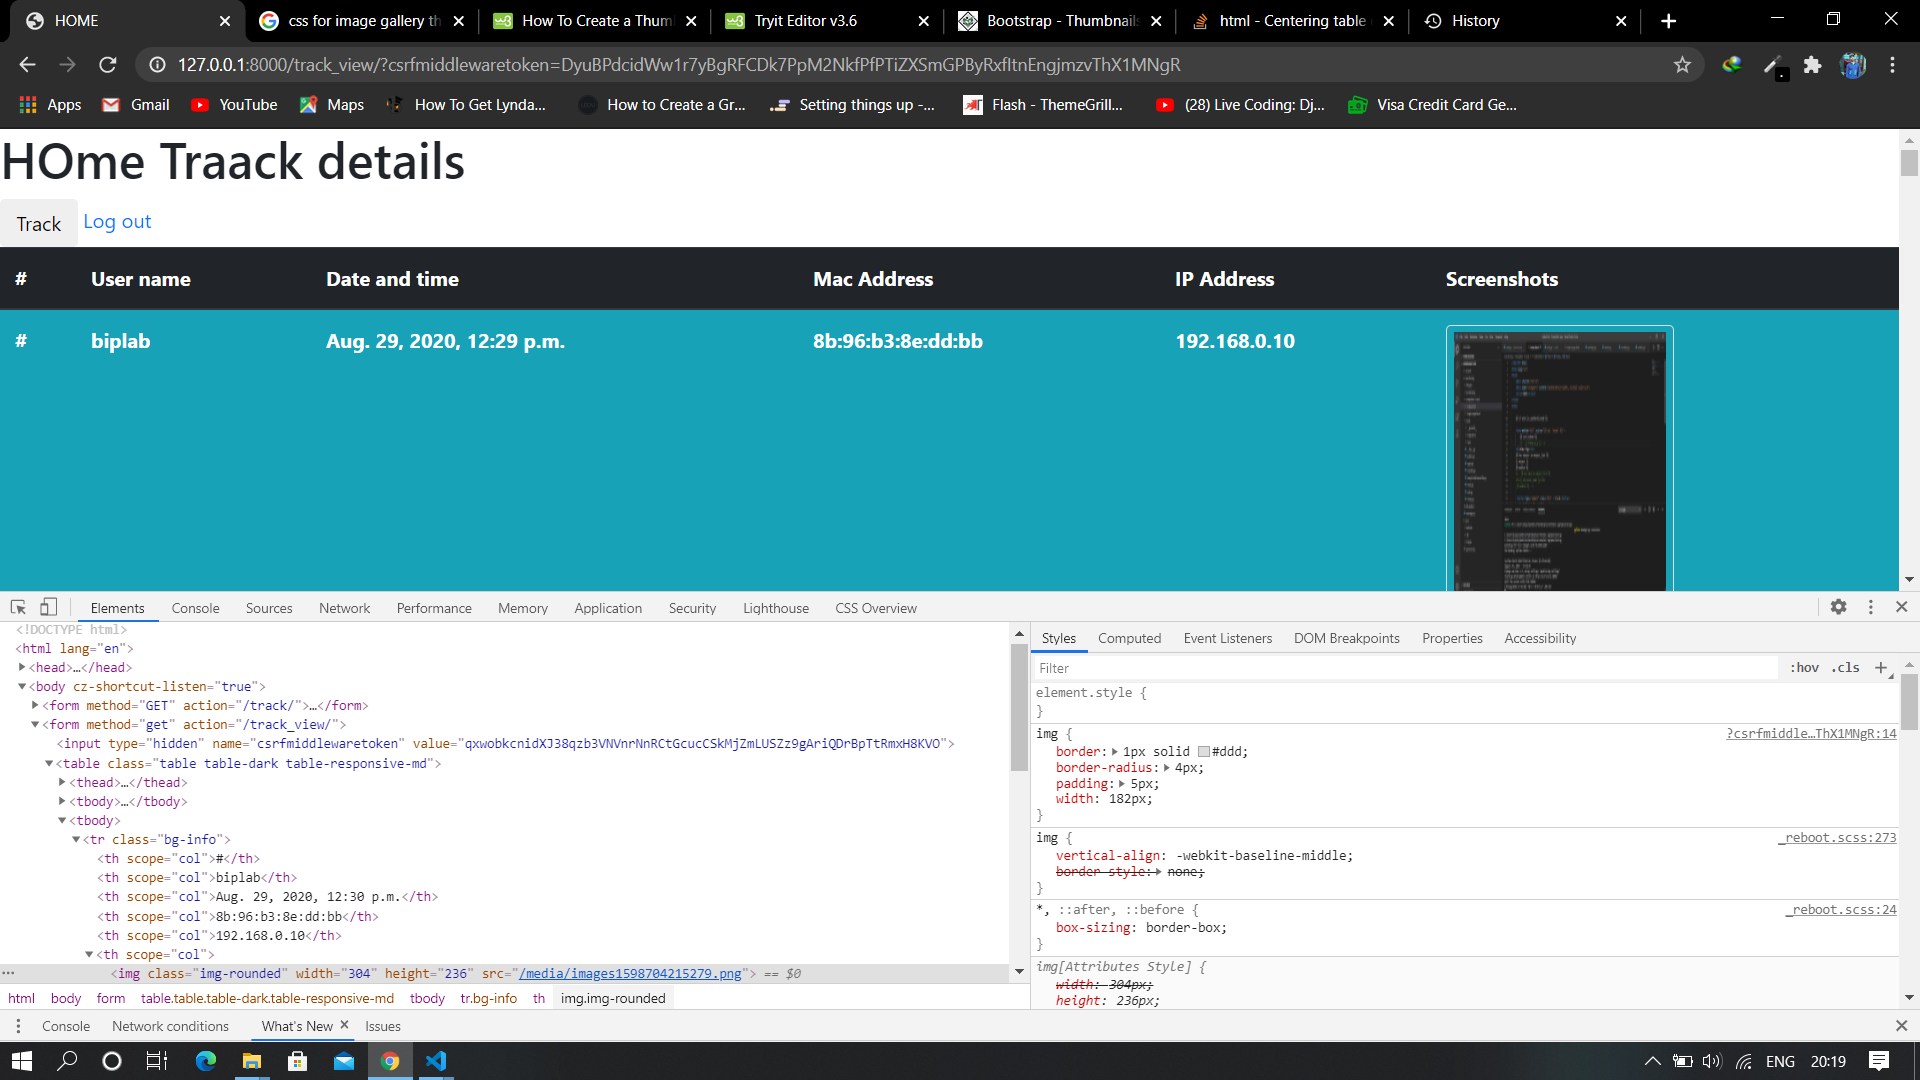 HOME
css for image gallery th
How To Create a Thum
Tryit Editor v3.6
Bootstrap - Thumbnails
html - Centering table
History
127.0.0.1:8000/track_view/?csrfmiddlewaretoken=DyuBPdcidWw1r7yBgRFCDk7PpM2NkfPfPTiZXSmGPByRxfItnEngjmzvThX1MNgR
Apps
Gmail
YouTube
Maps
How To Get Lynda...
How to Create a Gr...
Setting things up -...
Flash - ThemeGrill...
(28) Live Coding: Dj...
Visa Credit Card Ge...
HOme Traack details
Track Log out
# User name Date and time Mac Address IP Address Screenshots
# biplab Aug. 29, 2020, 12:29 p.m. 8b:96:b3:8e:dd:bb 192.168.0.10
Elements Console Sources Network Performance Memory Application Security Lighthouse CSS Overview
<!DOCTYPE html>
<html lang="en">
<head>…</head>
<body cz-shortcut-listen="true">
<form method="GET" action="/track/">…</form>
<form method="get" action="/track_view/">
<input type="hidden" name="csrfmiddlewaretoken" value="qxwobkcnidXJ38qzb3VNVnrNnRCtGcucCSkMjZmLUSZz9gAriQDrBpTtRmxH8KVO">
<table class="table table-dark table-responsive-md">
<thead>…</thead>
<tbody>…</tbody>
<tbody>
<tr class="bg-info">
<th scope="col">#</th>
<th scope="col">biplab</th>
<th scope="col">Aug. 29, 2020, 12:30 p.m.</th>
<th scope="col">8b:96:b3:8e:dd:bb</th>
<th scope="col">192.168.0.10</th>
<th scope="col">
<img class="img-rounded" width="304" height="236" src="/media/images1598704215279.png"> == $0
html body form table.table.table-dark.table-responsive-md tbody tr.bg-info th img.img-rounded
Styles Computed Event Listeners DOM Breakpoints Properties Accessibility
Filter :hov .cls +
element.style {
}
img { ?csrfmiddle…ThX1MNgR:14
border: 1px solid #ddd;
border-radius: 4px;
padding: 5px;
width: 182px;
}
img { _reboot.scss:273
vertical-align: -webkit-baseline-middle;
border-style: none;
}
*, ::after, ::before { _reboot.scss:24
box-sizing: border-box;
}
img[Attributes Style] {
width: 304px;
height: 236px;
Console Network conditions What's New Issues
ENG 20:19